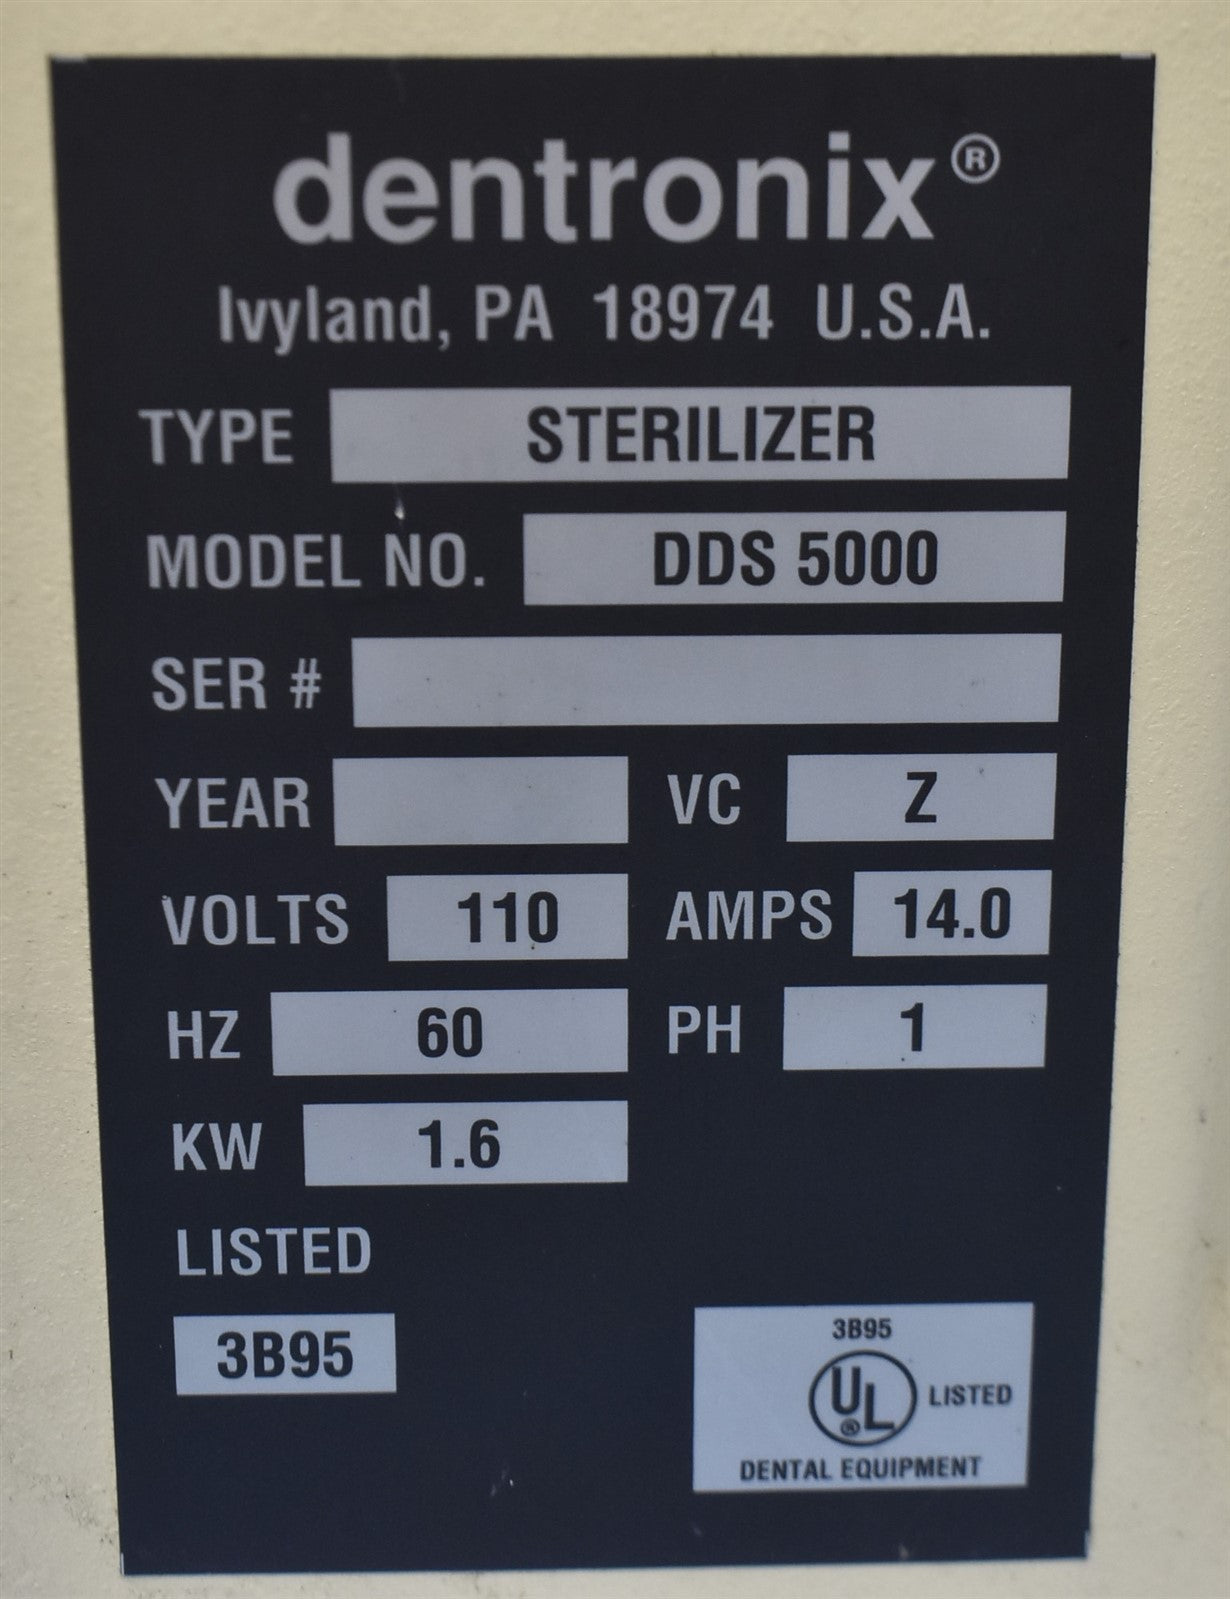 dentronix®
Ivyland, PA 18974 U.S.A.
TYPE STERILIZER
MODEL NO. DDS 5000
SER #
YEAR VC Z
VOLTS 110 AMPS 14.0
HZ 60 PH 1
KW 1.6
LISTED
3B95
3B95
UL® LISTED
DENTAL EQUIPMENT